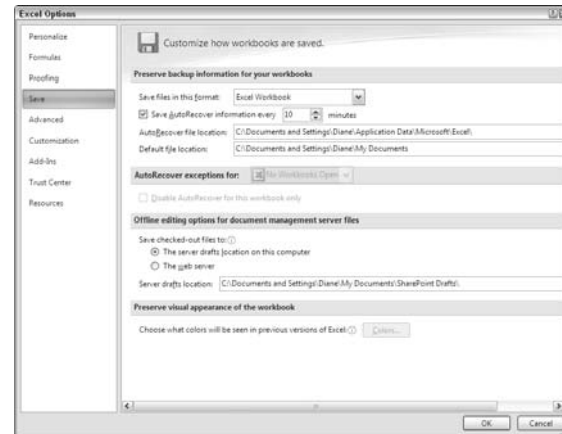 Excel Options
Personalize
Formulas
Proofing
Save
Advanced
Customization
Add-Ins
Trust Center
Resources
Customize how workbooks are saved.
Preserve backup information for your workbooks
Save files in this format: Excel Workbook
Save AutoRecover information every 10 minutes
AutoRecover file location: C:\Documents and Settings\Diane\Application Data\Microsoft\Excel\
Default file location: C:\Documents and Settings\Diane\My Documents
AutoRecover exceptions for: No Workbooks Open
Disable AutoRecover for this workbook only
Offline editing options for document management server files
Save checked-out files to:
The server drafts location on this computer
The web server
Server drafts location: C:\Documents and Settings\Diane\My Documents\SharePoint Drafts\
Preserve visual appearance of the workbook
Choose what colors will be seen in previous versions of Excel: Colors...
OK Cancel